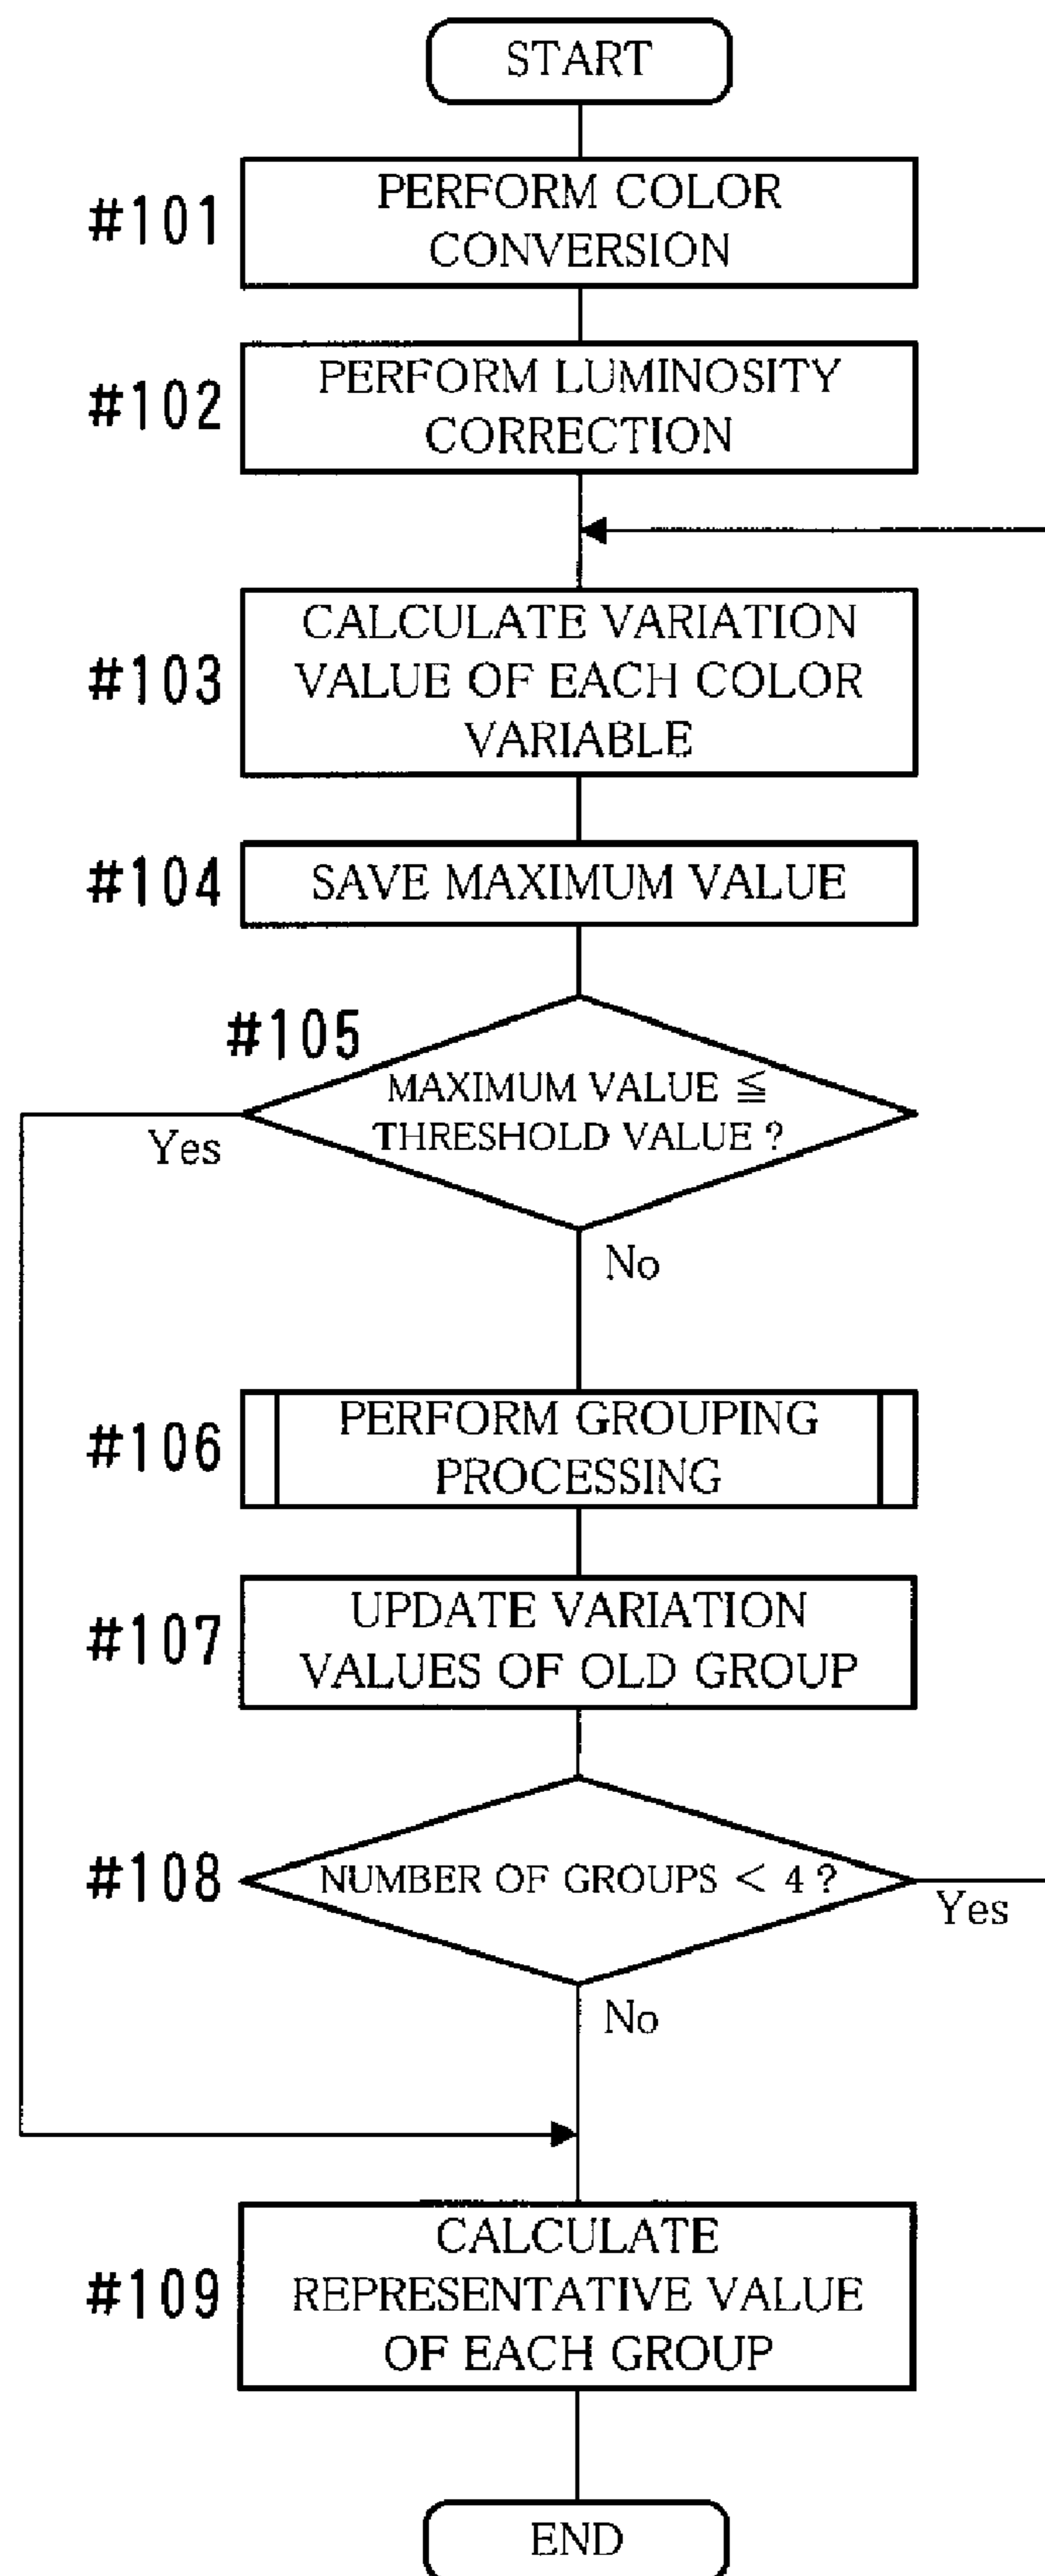 START
#101
PERFORM COLOR
CONVERSION
#102
PERFORM LUMINOSITY
CORRECTION
#103
CALCULATE VARIATION
VALUE OF EACH COLOR
VARIABLE
#104
SAVE MAXIMUM VALUE
#105
MAXIMUM VALUE ≦
THRESHOLD VALUE ?
Yes
No
#106
PERFORM GROUPING
PROCESSING
#107
UPDATE VARIATION
VALUES OF OLD GROUP
#108
NUMBER OF GROUPS < 4 ?
Yes
No
#109
CALCULATE
REPRESENTATIVE VALUE
OF EACH GROUP
END